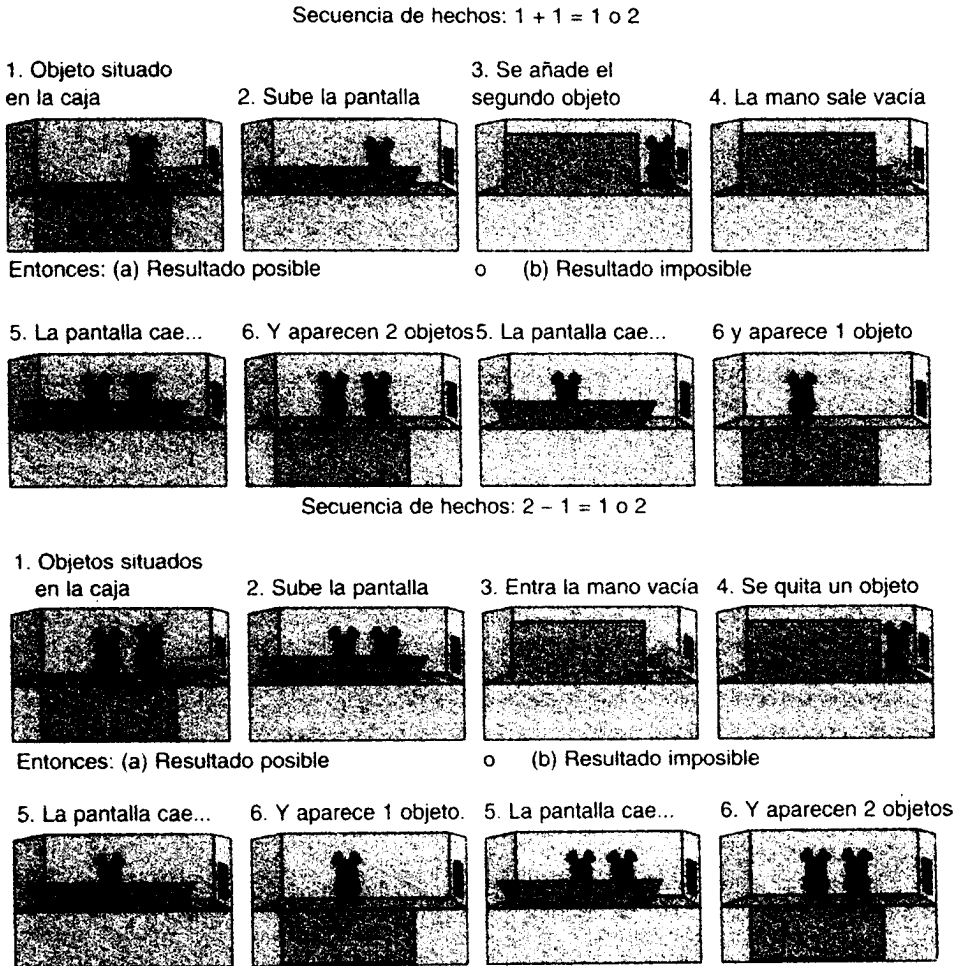 Secuencia de hechos: 1 + 1 = 1 o 2
1. Objeto situado
en la caja
2. Sube la pantalla
3. Se añade el
segundo objeto
4. La mano sale vacía
Entonces: (a) Resultado posible
o (b) Resultado imposible
5. La pantalla cae...
6. Y aparecen 2 objetos
5. La pantalla cae...
6 y aparece 1 objeto
Secuencia de hechos: 2 – 1 = 1 o 2
1. Objetos situados
en la caja
2. Sube la pantalla
3. Entra la mano vacía
4. Se quita un objeto
Entonces: (a) Resultado posible
o (b) Resultado imposible
5. La pantalla cae...
6. Y aparece 1 objeto.
5. La pantalla cae...
6. Y aparecen 2 objetos